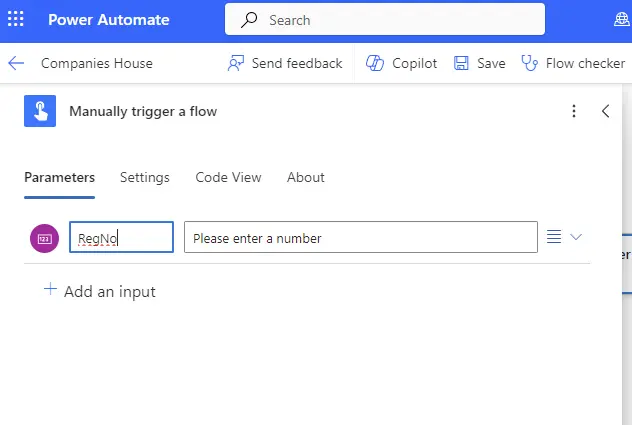 Power Automate Search
Companies House Send feedback Copilot Save Flow checker
Manually trigger a flow
Parameters Settings Code View About
123 RegNo Please enter a number
er
+ Add an input